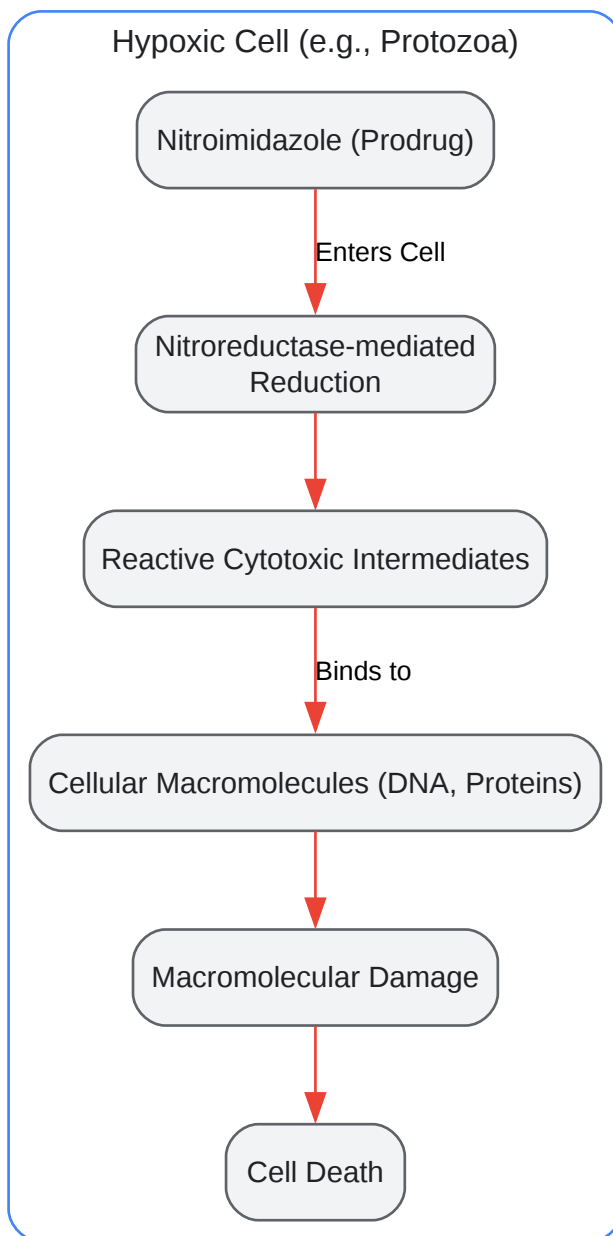 Hypoxic Cell (e.g., Protozoa)
Nitroimidazole (Prodrug)
Enters Cell
Nitroreductase-mediated
Reduction
Reactive Cytotoxic Intermediates
Binds to
Cellular Macromolecules (DNA, Proteins)
Macromolecular Damage
Cell Death